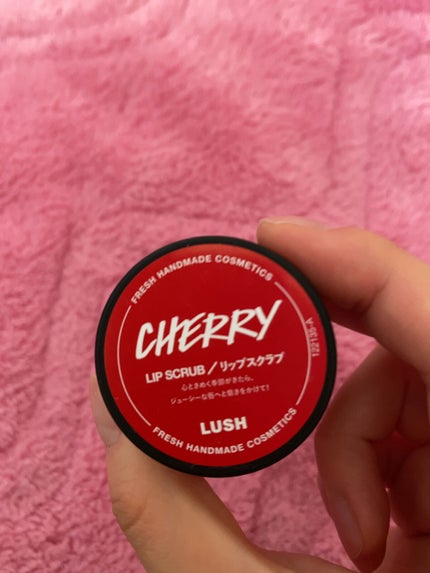 FRESH HANDMADE COSMETICS
CHERRY
LIP SCRUB / リップスクラブ
心ときめく季節がきたら、
ジューシーな唇へと磨きをかけて!
LUSH
FRESH HANDMADE COSMETICS
122135-A